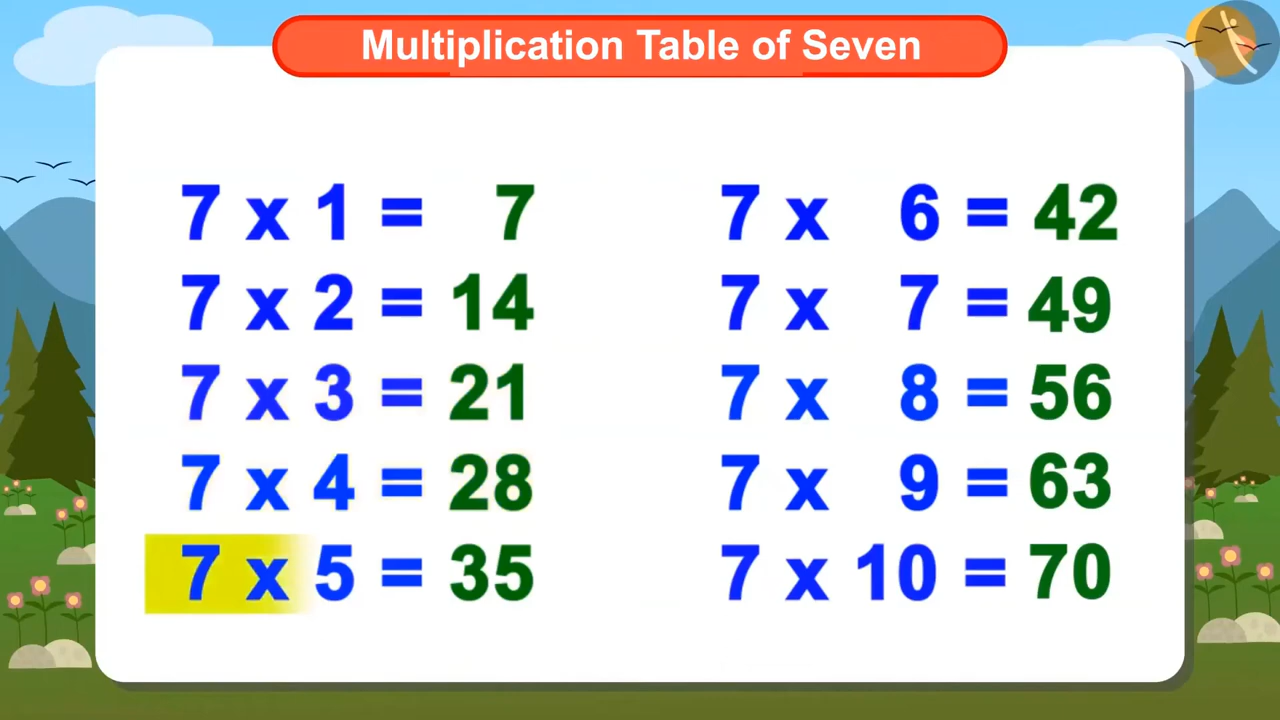 Multiplication Table of Seven
7 x 1 = 7
7 x 2 = 14
7 x 3 = 21
7 x 4 = 28
7 x 5 = 35
7 x 6 = 42
7 x 7 = 49
7 x 8 = 56
7 x 9 = 63
7 x 10 = 70